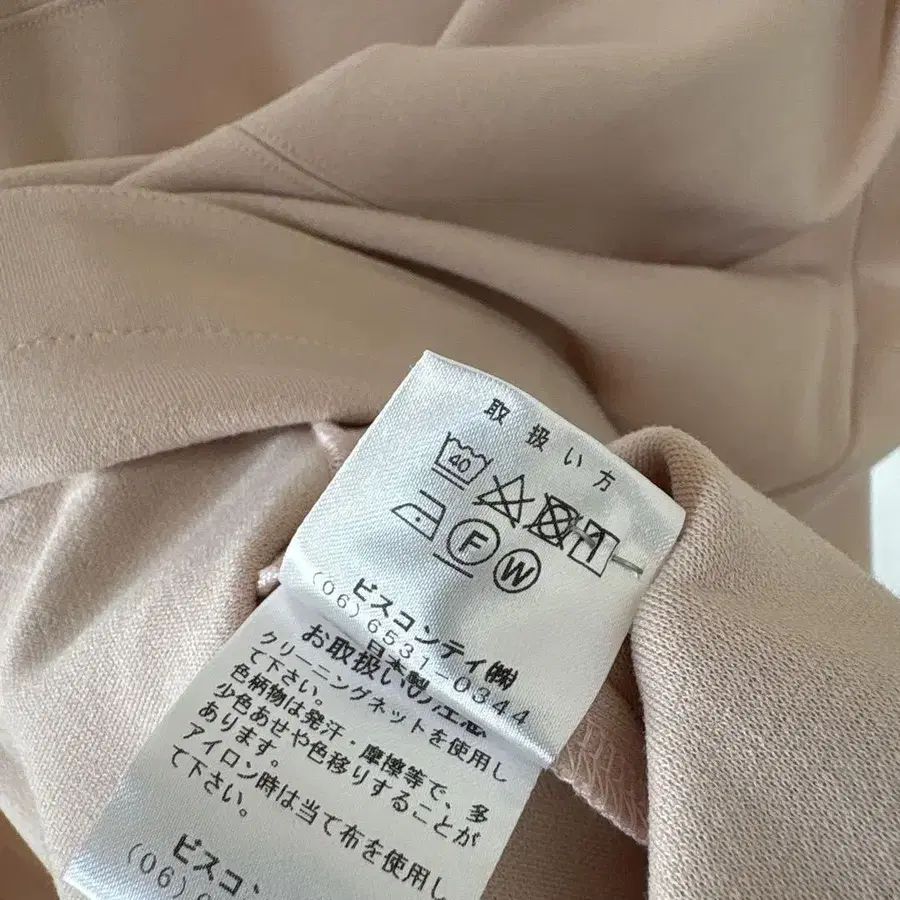 取扱い方
40
F W
ビスコンティ㈱
(06)6531-0344
日本製
お取扱いの注意
クリーニングネットを使用し
て下さい。
色柄物は発汗・摩擦等で、多
少色あせや色移りすることが
あります。
アイロン時は当て布を使用し
て下さい。
ビスコ
(06)